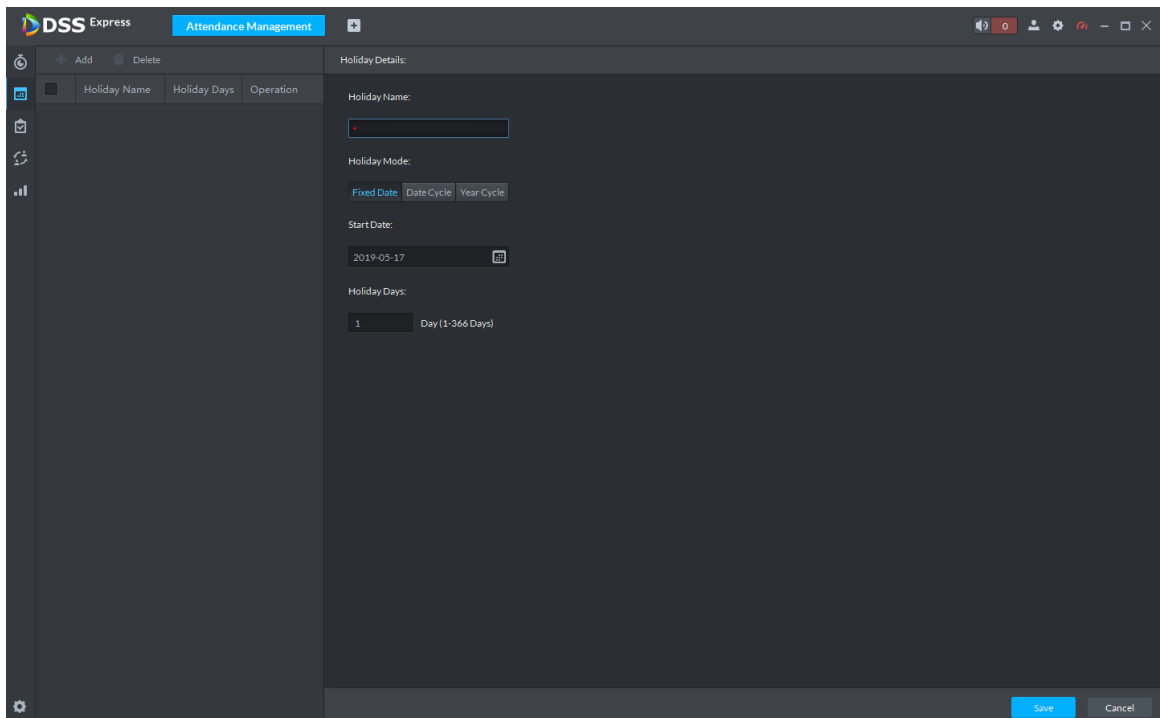 DSS Express Attendance Management 0
Add Delete
Holiday Name Holiday Days Operation
Holiday Details:
Holiday Name:
*
Holiday Mode:
Fixed Date Date Cycle Year Cycle
Start Date:
2019-05-17
Holiday Days:
1 Day (1-366 Days)
Save Cancel